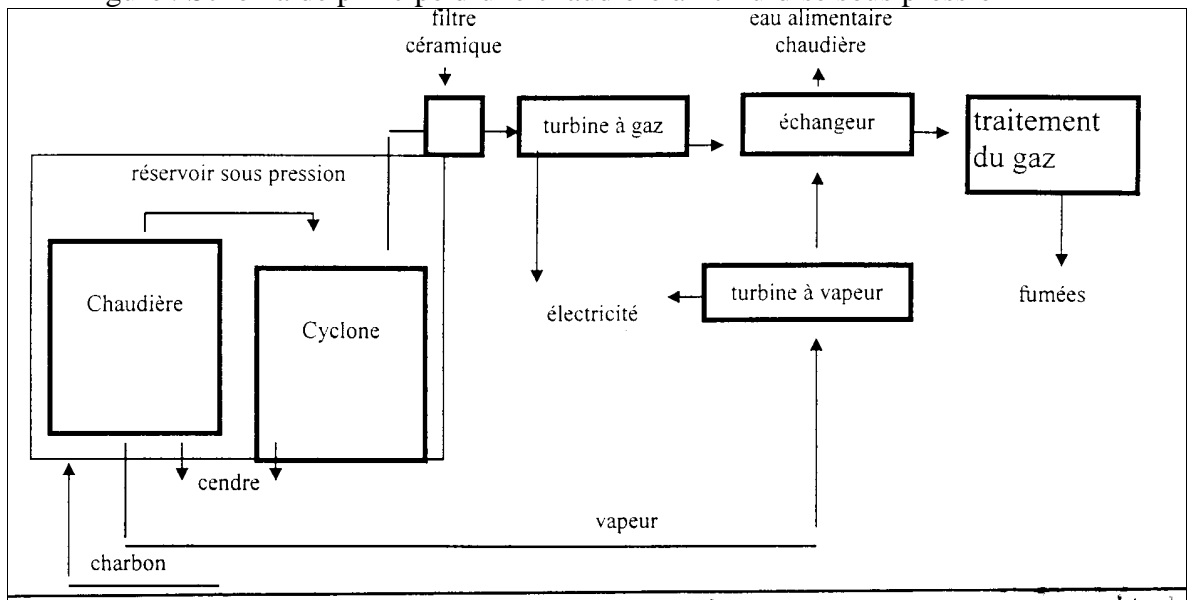 filtre
céramique
eau alimentaire
chaudière
turbine à gaz
échangeur
traitement
du gaz
réservoir sous pression
Chaudière
Cyclone
électricité
turbine à vapeur
fumées
cendre
vapeur
charbon